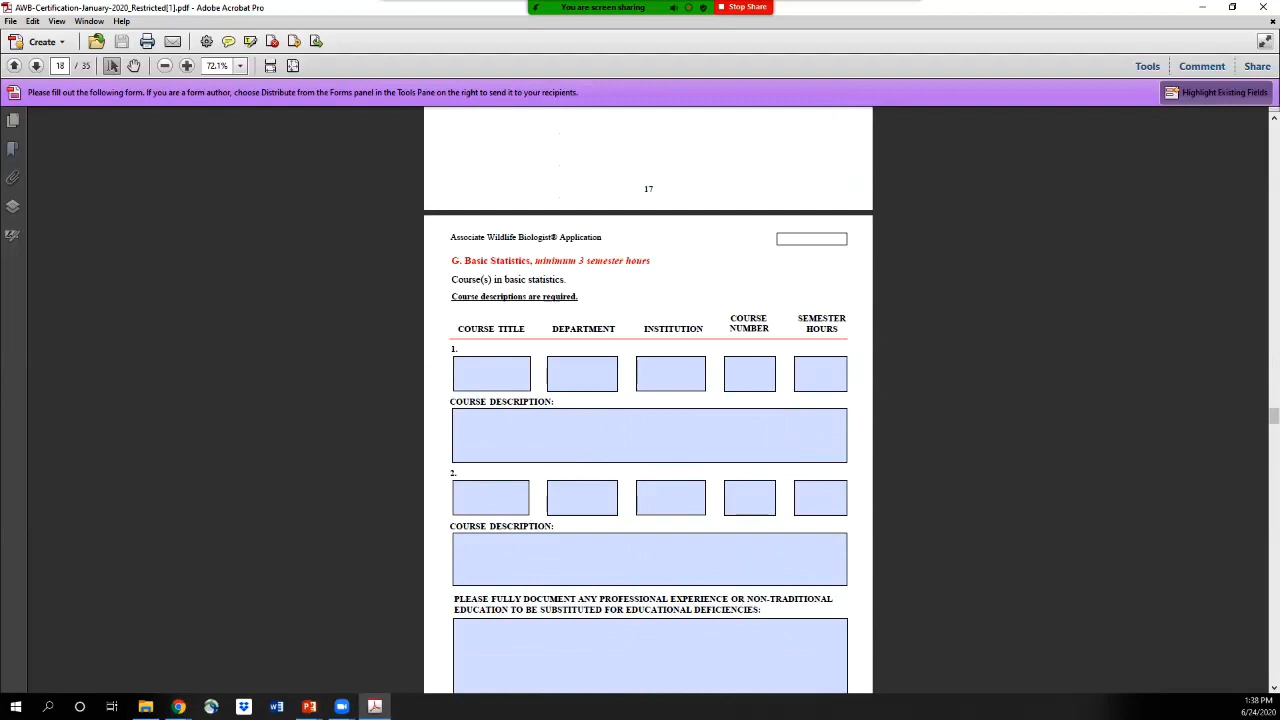 AWB-Certification-January-2020_Restricted[1].pdf - Adobe Acrobat Pro
You are screen sharing
Stop Share
File Edit View Window Help
Create
18 / 35
72.1%
Tools Comment Share
Please fill out the following form. If you are a form author, choose Distribute from the Forms panel in the Tools Pane on the right to send it to your recipients.
Highlight Existing Fields
17
Associate Wildlife Biologist® Application
G. Basic Statistics, minimum 3 semester hours
Course(s) in basic statistics.
Course descriptions are required.
COURSE TITLE DEPARTMENT INSTITUTION COURSE NUMBER SEMESTER HOURS
1.
COURSE DESCRIPTION:
2.
COURSE DESCRIPTION:
PLEASE FULLY DOCUMENT ANY PROFESSIONAL EXPERIENCE OR NON-TRADITIONAL
EDUCATION TO BE SUBSTITUTED FOR EDUCATIONAL DEFICIENCIES:
1:38 PM
6/24/2020